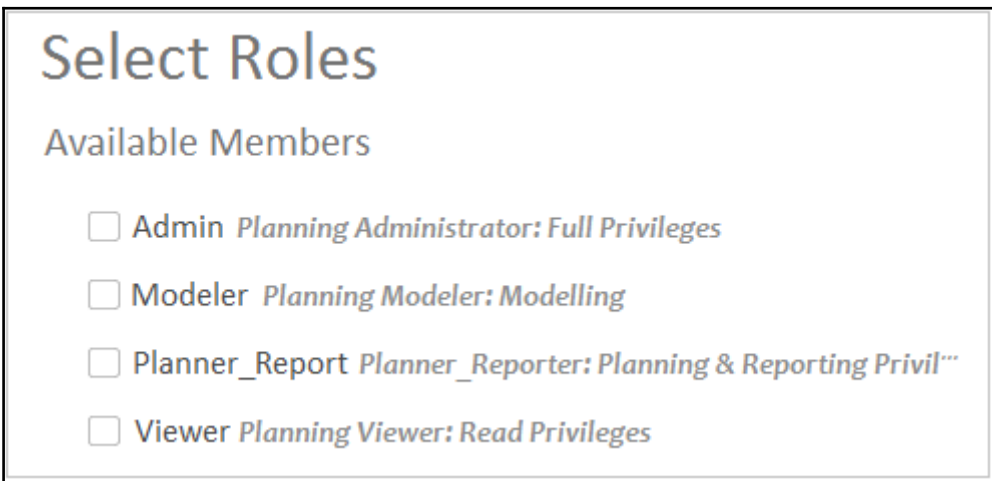 Select Roles
Available Members
Admin Planning Administrator: Full Privileges
Modeler Planning Modeler: Modelling
Planner_Report Planner_Reporter: Planning & Reporting Privil...
Viewer Planning Viewer: Read Privileges